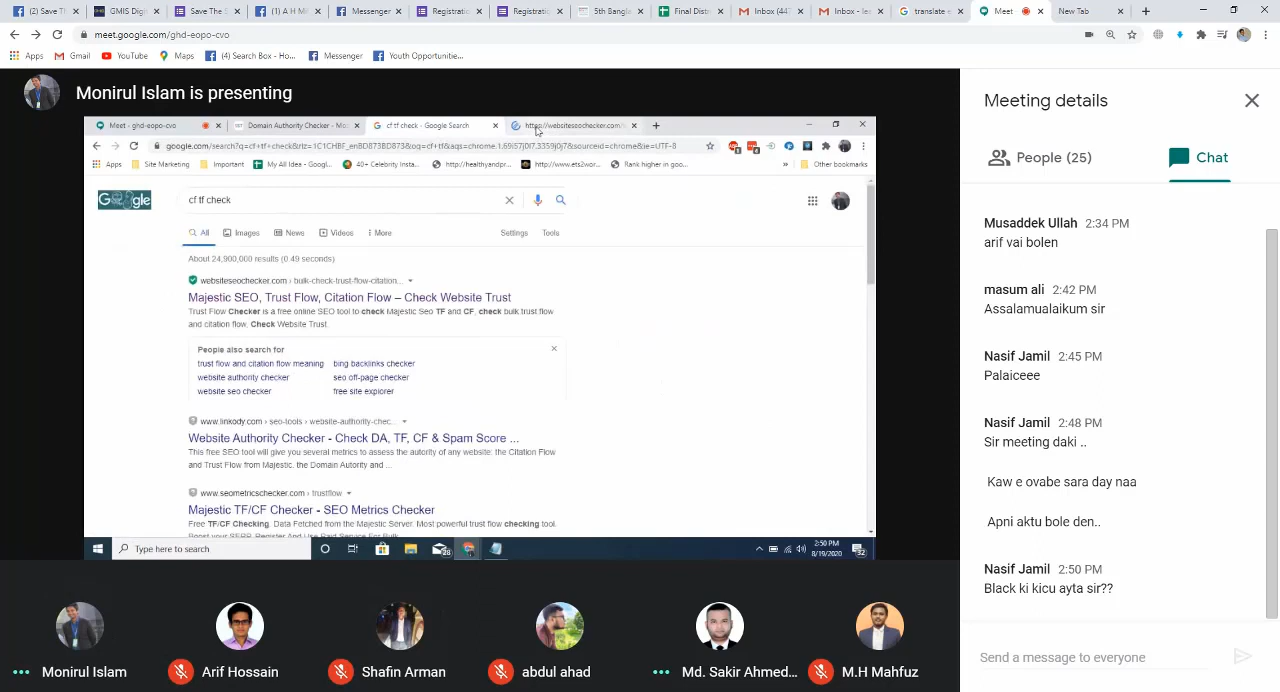 (2) Save Th
GMIS Digi
Save The S
(1) A H Mi
Messenger
Registratio
Registratio
5th Bangla
Final Distri
Inbox (447
Inbox - lea
translate e
Meet
New Tab
meet.google.com/ghd-eopo-cvo
Apps
Gmail
YouTube
Maps
(4) Search Box - Ho...
Messenger
Youth Opportunitie...
Monirul Islam is presenting
Meet - ghd-eopo-cvo
Domain Authority Checker - Mo
cf tf check - Google Search
https://websiteseochecker.com/
Apps
Site Marketing
Important
My All Idea - Googl...
40+ Celebrity Insta...
http://healthyandpr...
http://www.ets2wor...
Rank higher in goo...
Other bookmarks
Google
cf tf check
All
Images
News
Videos
More
Settings
Tools
About 24,900,000 results (0.49 seconds)
websiteseochecker.com › bulk-check-trust-flow-citation...
Majestic SEO, Trust Flow, Citation Flow – Check Website Trust
Trust Flow Checker is a free online SEO tool to check Majestic Seo TF and CF, check bulk trust flow
and citation flow, Check Website Trust.
People also search for
trust flow and citation flow meaning
bing backlinks checker
website authority checker
seo off-page checker
website seo checker
free site explorer
www.linkody.com › seo-tools › website-authority-chec...
Website Authority Checker - Check DA, TF, CF & Spam Score ...
This free SEO tool will give you several metrics to assess the autority of any website: the Citation Flow
and Trust Flow from Majestic, the Domain Autority and ...
www.seometricschecker.com › trustflow
Majestic TF/CF Checker - SEO Metrics Checker
Free TF/CF Checking. Data Fetched from the Majestic Server. Most powerful trust flow checking tool.
Type here to search
28
2:50 PM
8/19/2020
32
Meeting details
People (25)
Chat
Musaddek Ullah 2:34 PM
arif vai bolen
masum ali 2:42 PM
Assalamualaikum sir
Nasif Jamil 2:45 PM
Palaiceee
Nasif Jamil 2:48 PM
Sir meeting daki ..
Kaw e ovabe sara day naa
Apni aktu bole den..
Nasif Jamil 2:50 PM
Black ki kicu ayta sir??
Send a message to everyone
Monirul Islam
Arif Hossain
Shafin Arman
abdul ahad
Md. Sakir Ahmed...
M.H Mahfuz